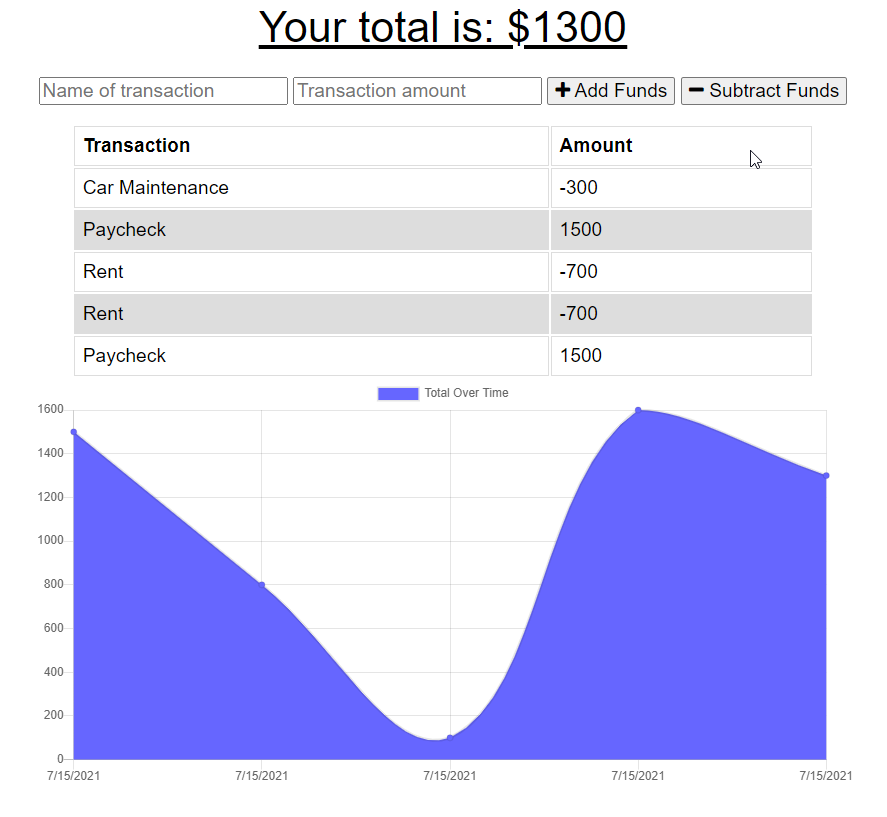 Your total is: $1300
Name of transaction Transaction amount Add Funds Subtract Funds
Transaction Amount
Car Maintenance -300
Paycheck 1500
Rent -700
Rent -700
Paycheck 1500
Total Over Time
1600
1400
1200
1000
800
600
400
200
0
7/15/2021 7/15/2021 7/15/2021 7/15/2021 7/15/2021